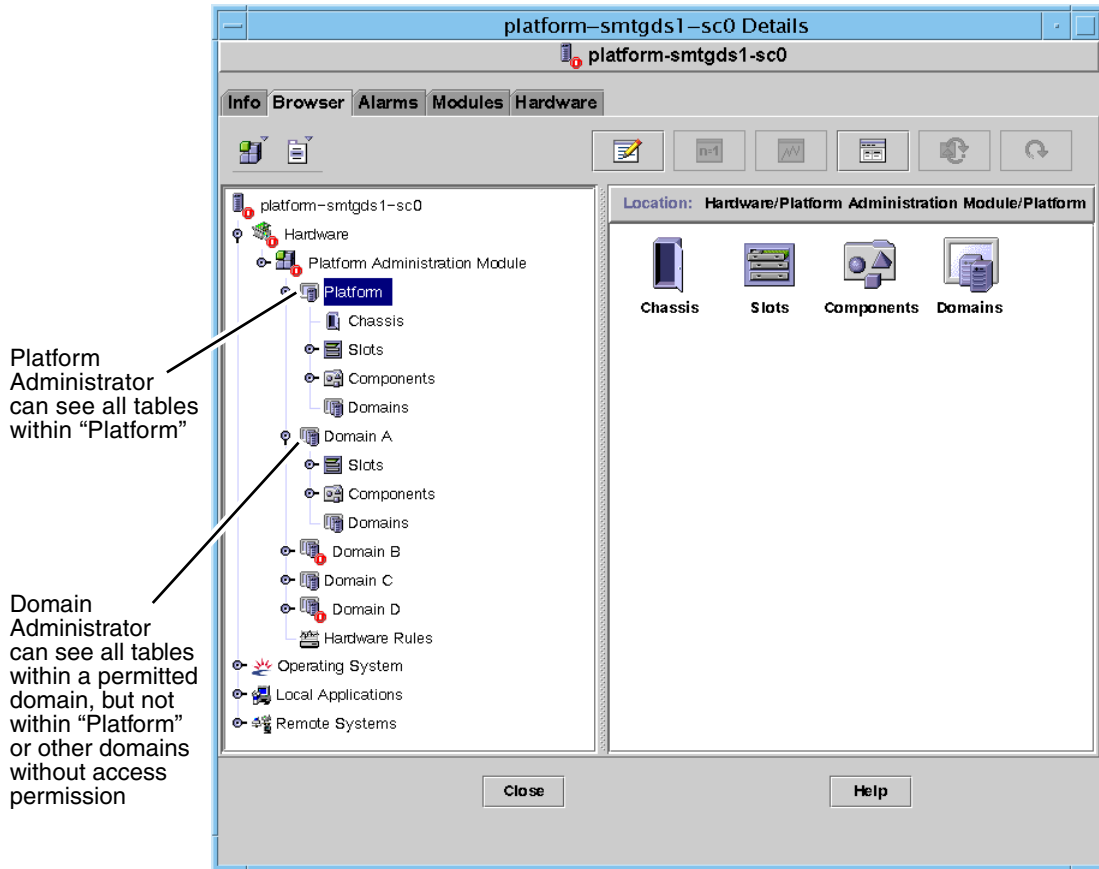 platform–smtgds1–sc0 Details
platform-smtgds1-sc0
Info Browser Alarms Modules Hardware
n=1
platform–smtgds1–sc0
Hardware
Platform Administration Module
Platform
Chassis
Slots
Components
Domains
Domain A
Slots
Components
Domains
Domain B
Domain C
Domain D
Hardware Rules
Operating System
Local Applications
Remote Systems
Location: Hardware/Platform Administration Module/Platform
Chassis Slots Components Domains
Platform
Administrator
can see all tables
within “Platform”
Domain
Administrator
can see all tables
within a permitted
domain, but not
within “Platform”
or other domains
without access
permission
Close Help